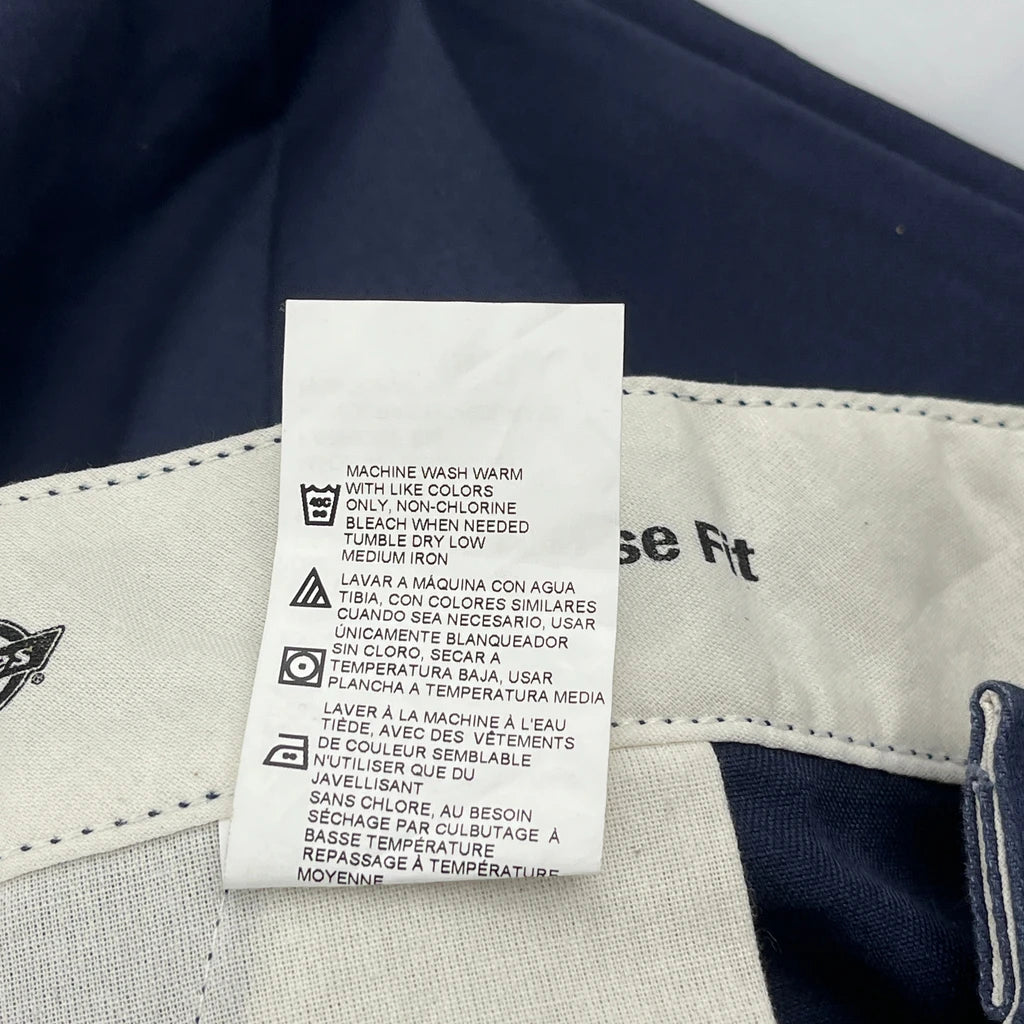 MACHINE WASH WARM
WITH LIKE COLORS
ONLY, NON-CHLORINE
BLEACH WHEN NEEDED
TUMBLE DRY LOW
MEDIUM IRON
40C
LAVAR A MÁQUINA CON AGUA
TIBIA, CON COLORES SIMILARES
CUANDO SEA NECESARIO, USAR
ÚNICAMENTE BLANQUEADOR
SIN CLORO, SECAR A
TEMPERATURA BAJA, USAR
PLANCHA A TEMPERATURA MEDIA
LAVER À LA MACHINE À L'EAU
TIÈDE, AVEC DES VÊTEMENTS
DE COULEUR SEMBLABLE
N'UTILISER QUE DU
JAVELLISANT
SANS CHLORE, AU BESOIN
SÉCHAGE PAR CULBUTAGE À
BASSE TEMPÉRATURE
REPASSAGE À TEMPÉRATURE
MOYENNE
Fit